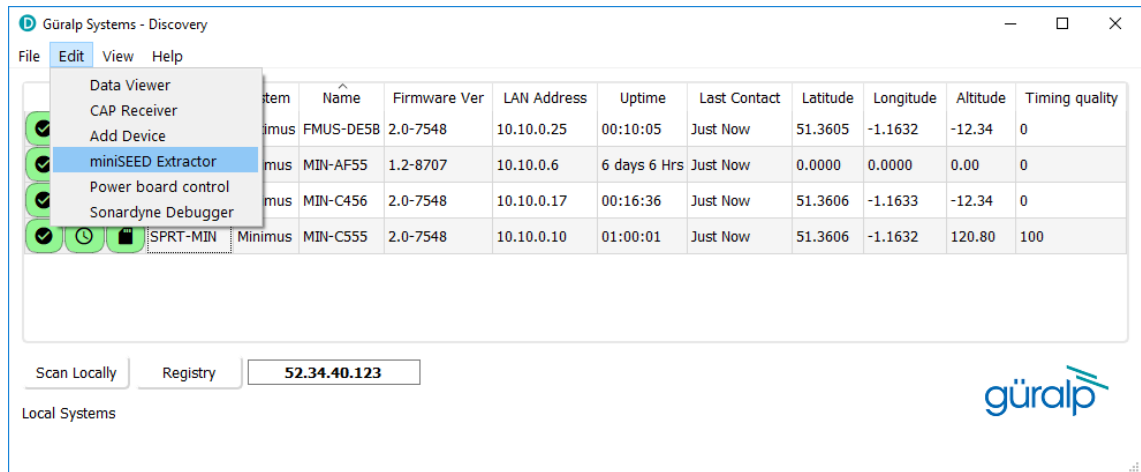 Güralp Systems - Discovery
File Edit View Help
Data Viewer
CAP Receiver
Add Device
miniSEED Extractor
Power board control
Sonardyne Debugger
stem Name Firmware Ver LAN Address Uptime Last Contact Latitude Longitude Altitude Timing quality
imus FMUS-DE5B 2.0-7548 10.10.0.25 00:10:05 Just Now 51.3605 -1.1632 -12.34 0
mus MIN-AF55 1.2-8707 10.10.0.6 6 days 6 Hrs Just Now 0.0000 0.0000 0.00 0
mus MIN-C456 2.0-7548 10.10.0.17 00:16:36 Just Now 51.3606 -1.1633 -12.34 0
SPRT-MIN Minimus MIN-C555 2.0-7548 10.10.0.10 01:00:01 Just Now 51.3606 -1.1632 120.80 100
Scan Locally Registry 52.34.40.123
Local Systems
güralp